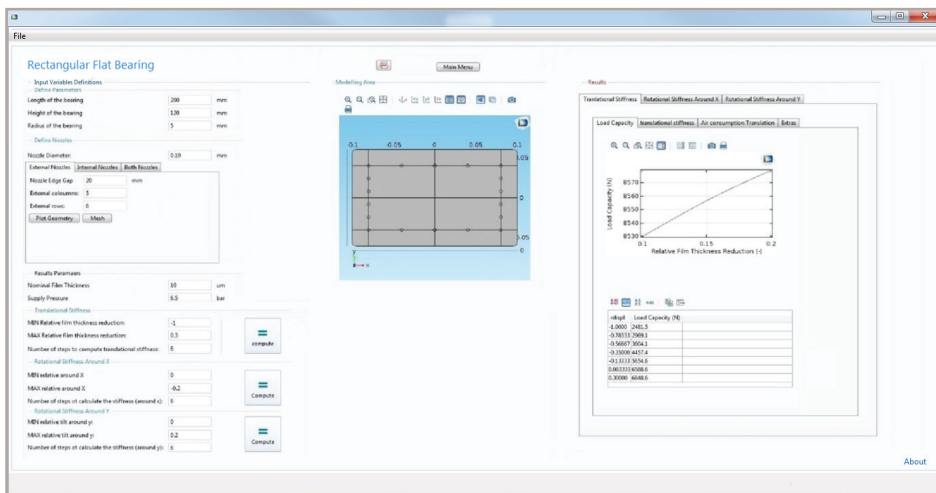 File
Rectangular Flat Bearing
Main Menu
Input Variables Definitions
Define Parameters
Length of the bearing 200 mm
Height of the bearing 130 mm
Radius of the bearing 5 mm
Define Nozzles
Nozzle Diameter: 0.19 mm
External Nozzles Internal Nozzles Both Nozzles
Nozzle Edge Gap 20 mm
External coloumns: 5
External rows: 6
Plot Geometry Mesh
Results Parameters
Nominal Film Thickness 10 um
Supply Pressure 6.5 bar
Translational Stiffness
MIN Relative film thickness reduction: -1
MAX Relative film thickness reduction: 0.3
Number of steps to compute translational stiffness: 6
compute
Rotational Stiffness Around X
MIN relative around X 0
MAX relative around X -0.2
Number of steps ot calculate the stiffness (around x): 6
Compute
Rotational Stiffness Around Y
MIN relative tilt around y: 0
MAX relative tilt around y: 0.2
Number of steps ot calculate the stiffness (around y): 6
Compute
Modelling Area
-0.1 -0.05 0 0.05 0.1
0
0.05
0
y
x
Results
Translational Stiffness Rotational Stiffness Around X Rotational Stiffness Around Y
Load Capacity translational stiffness Air consumption Translation Extras
Load Capacity (N)
8570
8560
8550
8540
8530
0.1 0.15 0.2
Relative Film Thickness Reduction (-)
rdispl Load Capacity (N)
-1.0000 2481.5
-0.78333 2969.1
-0.56667 3604.1
-0.35000 4457.4
-0.13333 5654.6
0.083333 6588.6
0.30000 6848.6
About